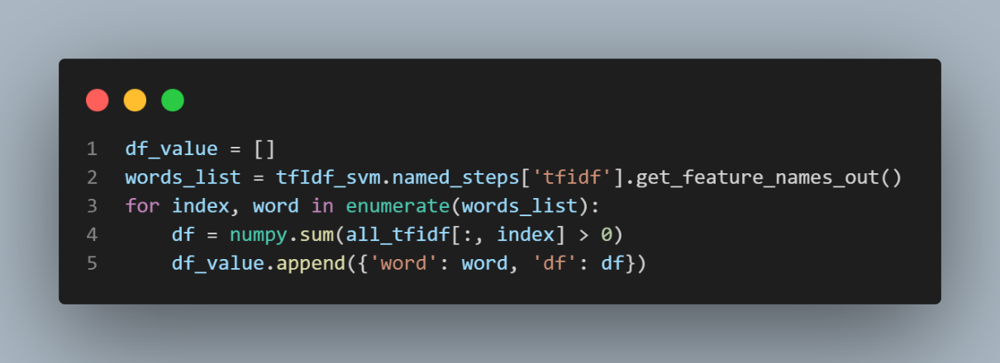 1 df_value = []
2 words_list = tfIdf_svm.named_steps['tfidf'].get_feature_names_out()
3 for index, word in enumerate(words_list):
4     df = numpy.sum(all_tfidf[:, index] > 0)
5     df_value.append({'word': word, 'df': df})